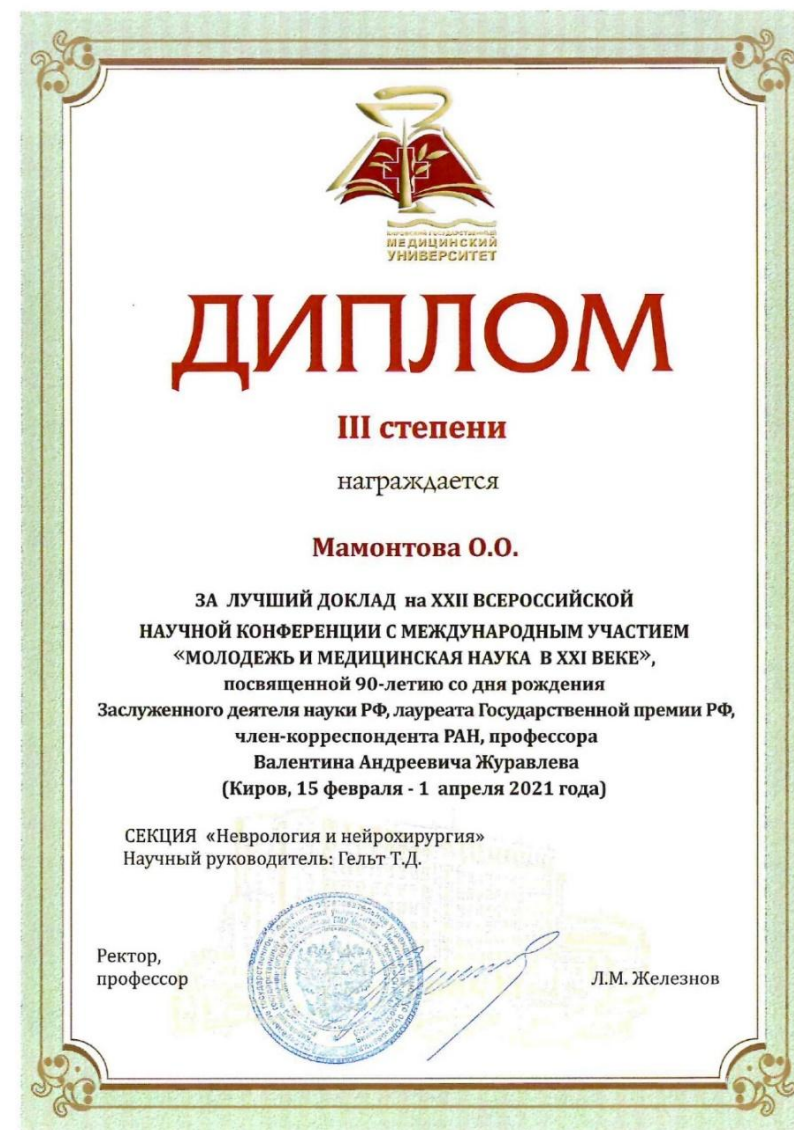 КИРОВСКИЙ ГОСУДАРСТВЕННЫЙ
МЕДИЦИНСКИЙ
УНИВЕРСИТЕТ
ДИПЛОМ
III степени
награждается
Мамонтова О.О.
ЗА ЛУЧШИЙ ДОКЛАД на XXII ВСЕРОССИЙСКОЙ
НАУЧНОЙ КОНФЕРЕНЦИИ С МЕЖДУНАРОДНЫМ УЧАСТИЕМ
«МОЛОДЕЖЬ И МЕДИЦИНСКАЯ НАУКА В XXI ВЕКЕ»,
посвященной 90-летию со дня рождения
Заслуженного деятеля науки РФ, лауреата Государственной премии РФ,
член-корреспондента РАН, профессора
Валентина Андреевича Журавлева
(Киров, 15 февраля - 1 апреля 2021 года)
СЕКЦИЯ «Неврология и нейрохирургия»
Научный руководитель: Гельт Т.Д.
Ректор,
профессор
Л.М. Железнов